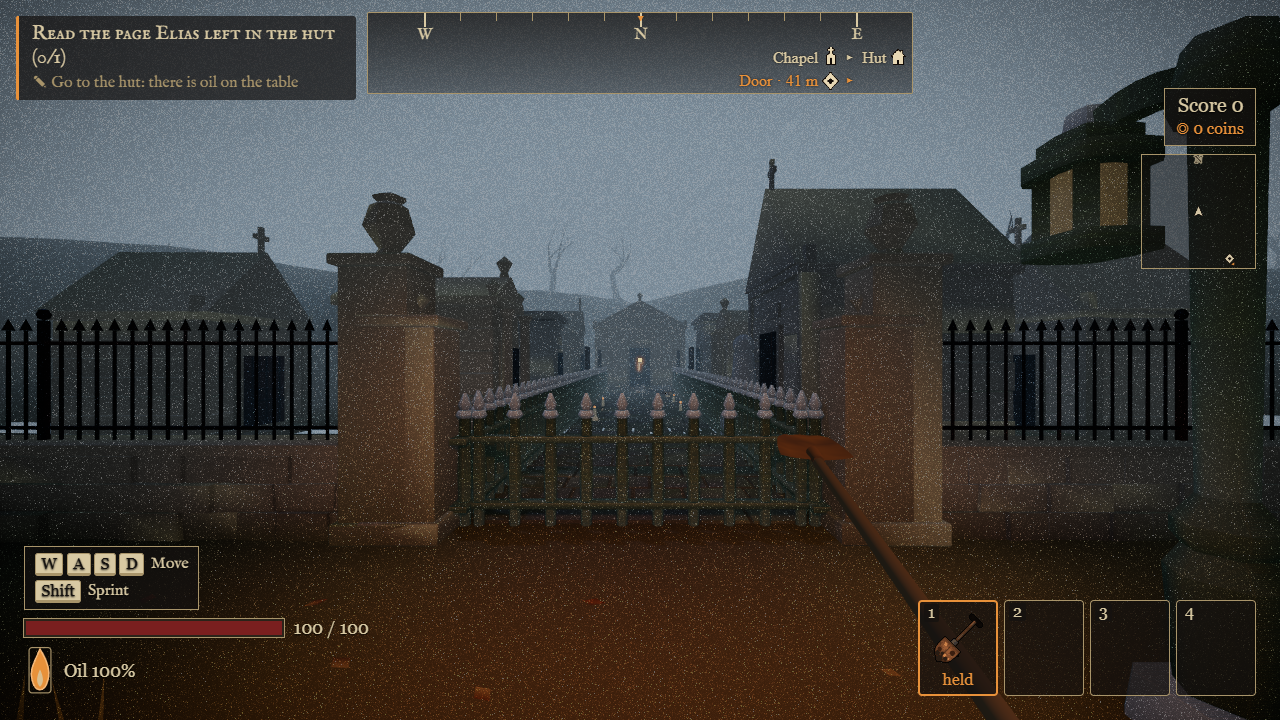 Read the page Elias left in the hut
(0/1)
Go to the hut: there is oil on the table
W N E
Chapel Hut
Door · 41 m
Score 0
0 coins
N
W A S D Move
Shift Sprint
100 / 100
Oil 100%
1 2 3 4
held